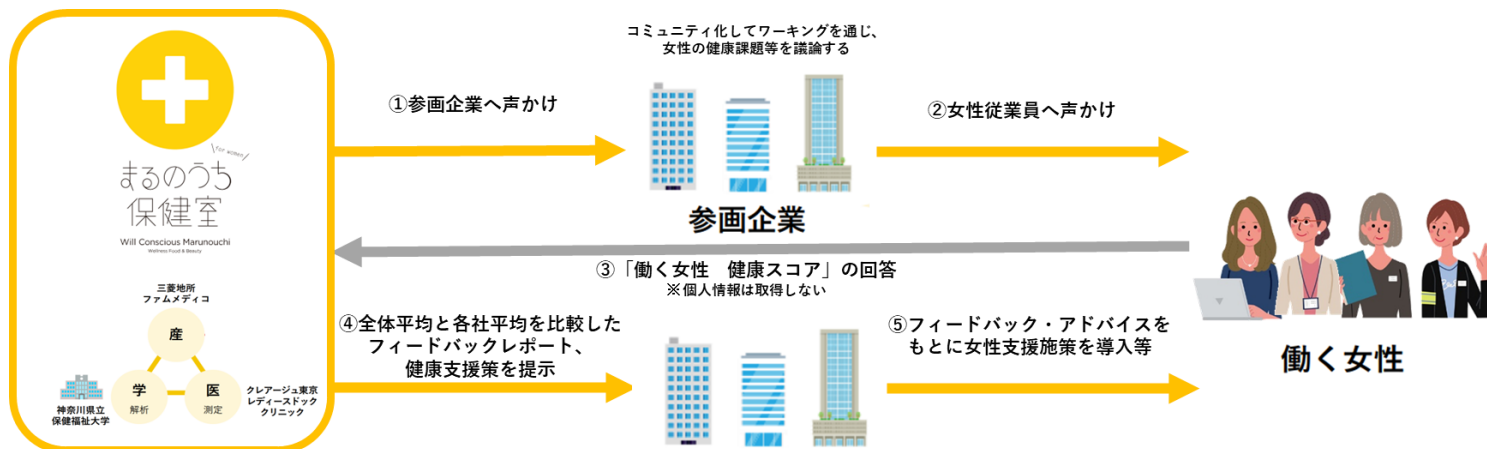 コミュニティ化してワーキングを通じ、
女性の健康課題等を議論する
①参画企業へ声かけ
②女性従業員へ声かけ
for women
まるのうち
保健室
Will Conscious Marunouchi
Wellness Food & Beauty
参画企業
③「働く女性　健康スコア」の回答
※個人情報は取得しない
三菱地所
ファムメディコ
産
学
解析
医
測定
神奈川県立
保健福祉大学
クレアージュ東京
レディースドック
クリニック
④全体平均と各社平均を比較した
フィードバックレポート、
健康支援策を提示
⑤フィードバック・アドバイスを
もとに女性支援施策を導入等
働く女性